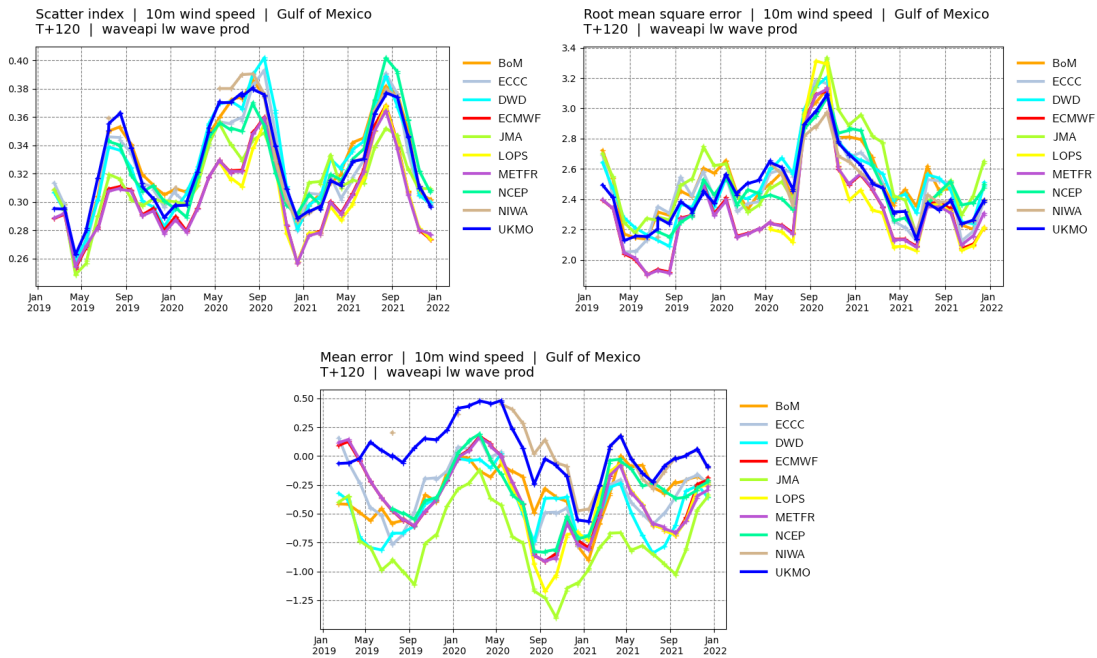 Scatter index | 10m wind speed | Gulf of Mexico
T+120 | waveapi lw wave prod
0.40
0.38
0.36
0.34
0.32
0.30
0.28
0.26
Jan
2019
May
2019
Sep
2019
Jan
2020
May
2020
Sep
2020
Jan
2021
May
2021
Sep
2021
Jan
2022
BoM
ECCC
DWD
ECMWF
JMA
LOPS
METFR
NCEP
NIWA
UKMO
Root mean square error | 10m wind speed | Gulf of Mexico
T+120 | waveapi lw wave prod
3.4
3.2
3.0
2.8
2.6
2.4
2.2
2.0
Jan
2019
May
2019
Sep
2019
Jan
2020
May
2020
Sep
2020
Jan
2021
May
2021
Sep
2021
Jan
2022
BoM
ECCC
DWD
ECMWF
JMA
LOPS
METFR
NCEP
NIWA
UKMO
Mean error | 10m wind speed | Gulf of Mexico
T+120 | waveapi lw wave prod
0.50
0.25
0.00
−0.25
−0.50
−0.75
−1.00
−1.25
Jan
2019
May
2019
Sep
2019
Jan
2020
May
2020
Sep
2020
Jan
2021
May
2021
Sep
2021
Jan
2022
BoM
ECCC
DWD
ECMWF
JMA
LOPS
METFR
NCEP
NIWA
UKMO